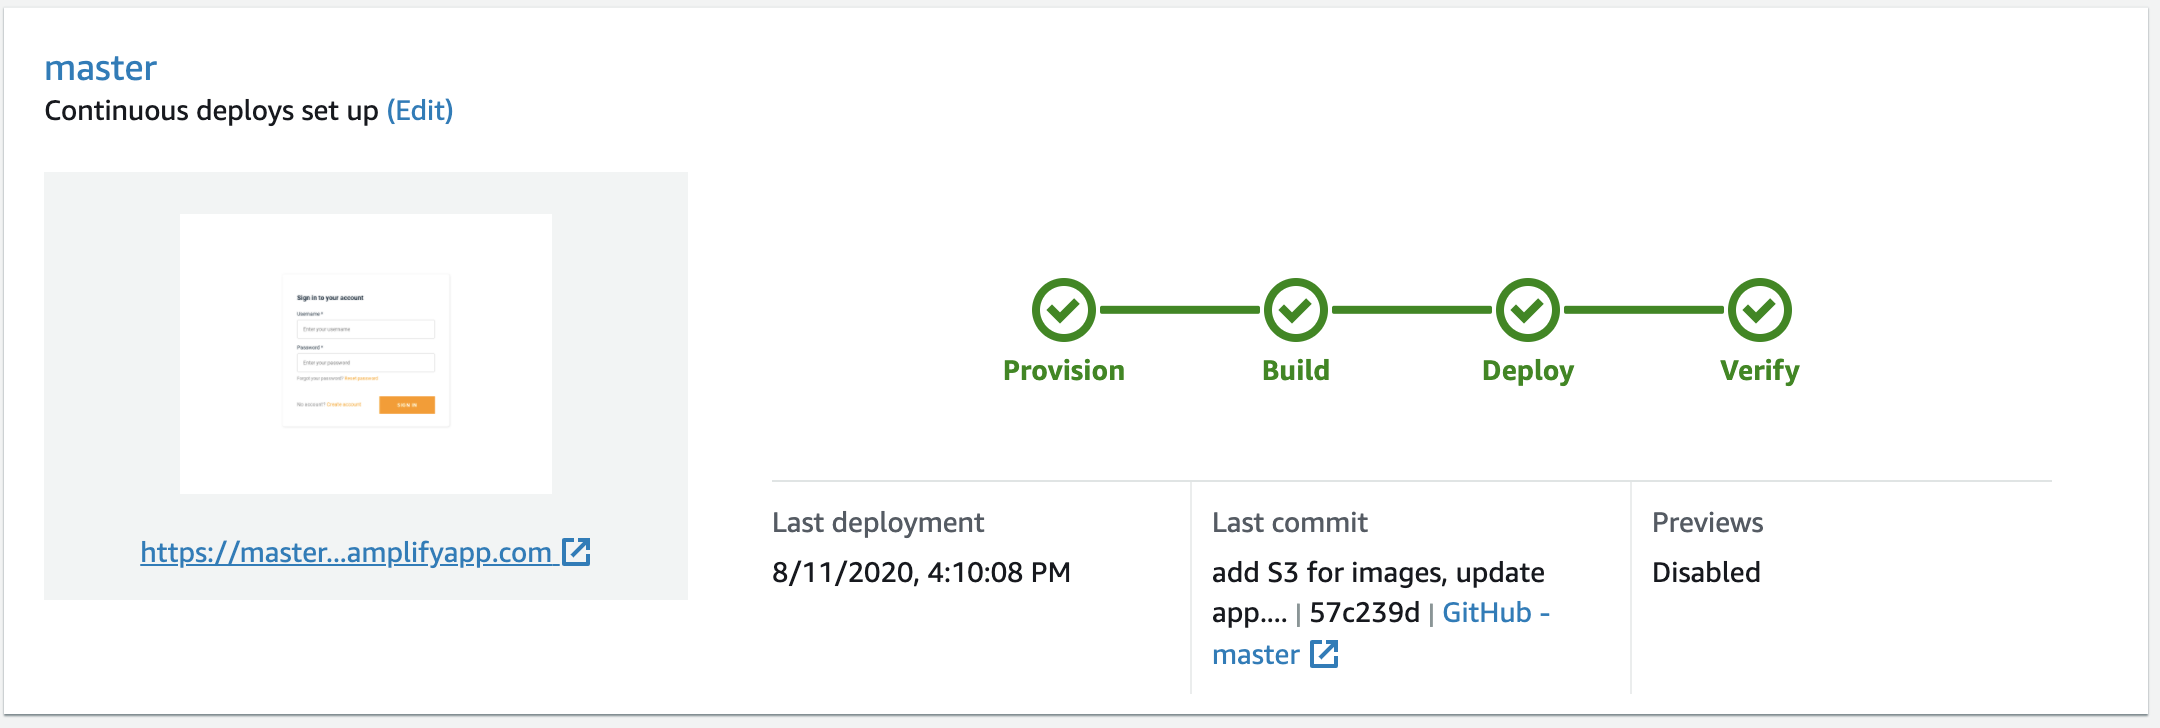 master
Continuous deploys set up (Edit)
Sign in to your account
Username *
Enter your username
Password *
Enter your password
Forgot your password? Reset password
No account? Create account
SIGN IN
https://master...amplifyapp.com
Provision
Build
Deploy
Verify
Last deployment
8/11/2020, 4:10:08 PM
Last commit
add S3 for images, update
app.... | 57c239d | GitHub -
master
Previews
Disabled